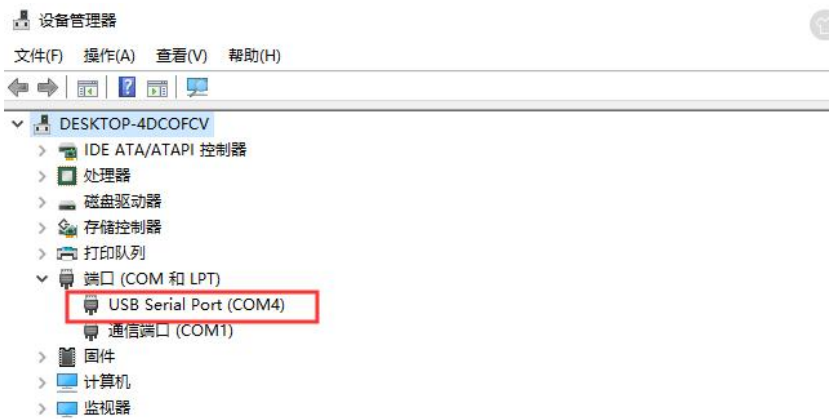 设备管理器
文件(F) 操作(A) 查看(V) 帮助(H)
DESKTOP-4DCOFCV
IDE ATA/ATAPI 控制器
处理器
磁盘驱动器
存储控制器
打印队列
端口 (COM 和 LPT)
USB Serial Port (COM4)
通信端口 (COM1)
固件
计算机
监视器